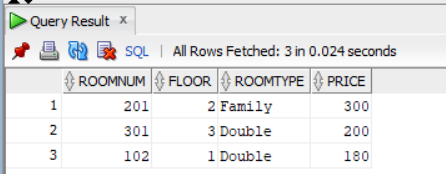 Query Result x
SQL | All Rows Fetched: 3 in 0.024 seconds
ROOMNUM FLOOR ROOMTYPE PRICE
1 201 2 Family 300
2 301 3 Double 200
3 102 1 Double 180